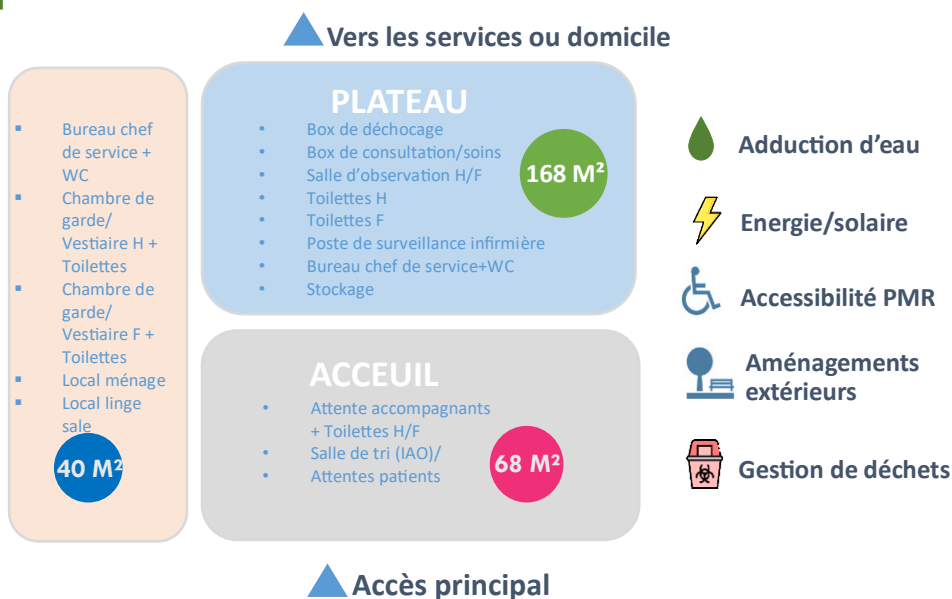 Vers les services ou domicile
▪ Bureau chef
de service +
WC
▪ Chambre de
garde/
Vestiaire H +
Toilettes
▪ Chambre de
garde/
Vestiaire F +
Toilettes
▪ Local ménage
▪ Local linge
sale
40 M²
PLATEAU
• Box de déchocage
• Box de consultation/soins
• Salle d'observation H/F
• Toilettes H
• Toilettes F
• Poste de surveillance infirmière
• Bureau chef de service+WC
• Stockage
168 M²
ACCEUIL
• Attente accompagnants
+ Toilettes H/F
• Salle de tri (IAO)/
• Attentes patients
68 M²
Adduction d'eau
Energie/solaire
Accessibilité PMR
Aménagements
extérieurs
Gestion de déchets
Accès principal